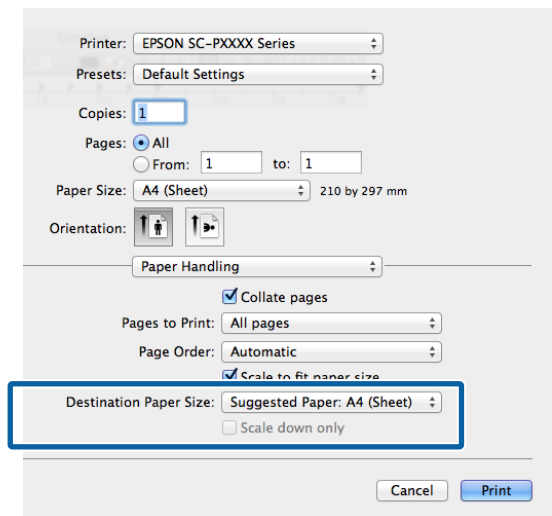 Printer: EPSON SC-PXXXX Series
Presets: Default Settings
Copies: 1
Pages: All
From: 1 to: 1
Paper Size: A4 (Sheet) 210 by 297 mm
Orientation:
Paper Handling
Collate pages
Pages to Print: All pages
Page Order: Automatic
Scale to fit paper size
Destination Paper Size: Suggested Paper: A4 (Sheet)
Scale down only
Cancel Print